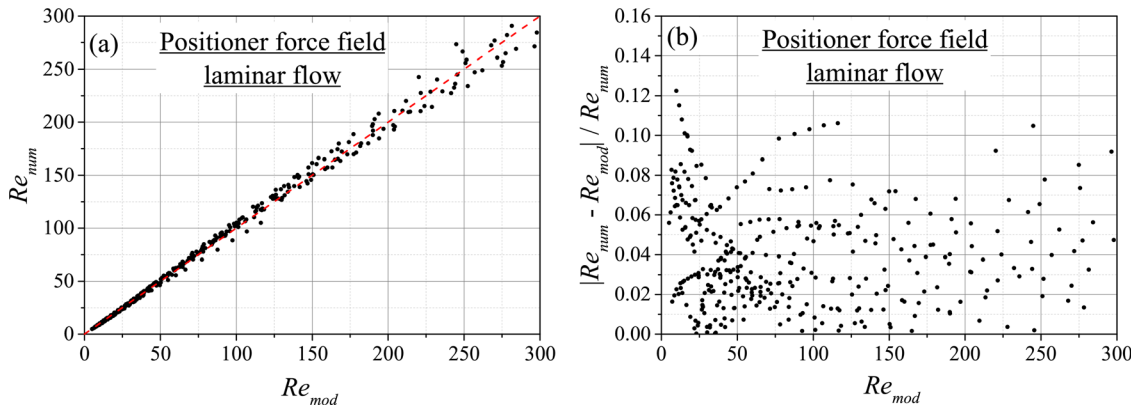 (a)
Positioner force field
laminar flow
300
250
200
150
100
50
0
Re_num
0 50 100 150 200 250 300
Re_mod
(b)
Positioner force field
laminar flow
0.16
0.14
0.12
0.10
0.08
0.06
0.04
0.02
0.00
|Re_num - Re_mod| / Re_num
50 100 150 200 250 300
Re_mod